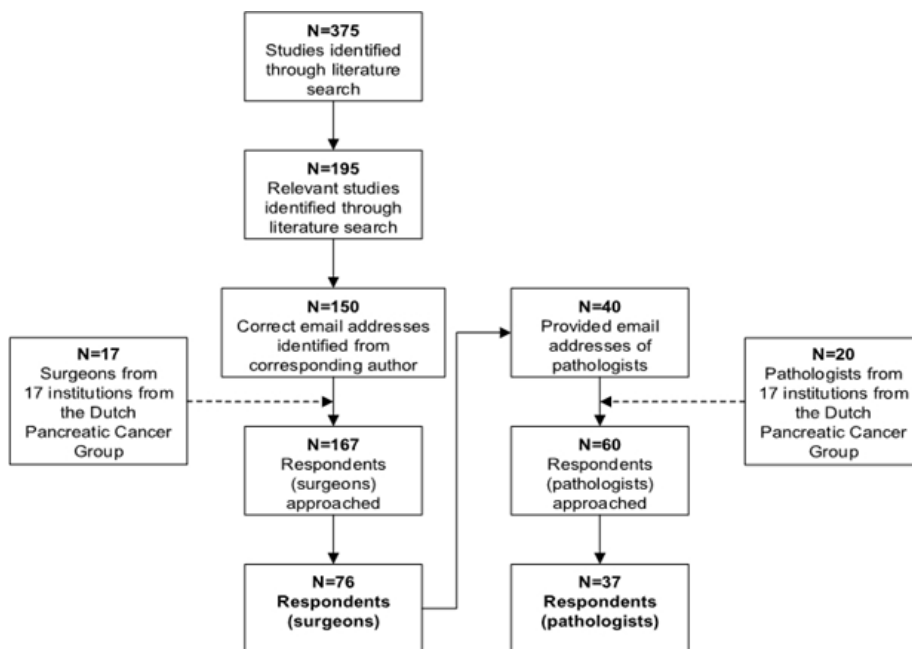 N=375
Studies identified
through literature
search
N=195
Relevant studies
identified through
literature search
N=150
Correct email addresses
identified from
corresponding author
N=40
Provided email
addresses of
pathologists
N=17
Surgeons from
17 institutions from
the Dutch
Pancreatic Cancer
Group
N=20
Pathologists from
17 institutions from
the Dutch
Pancreatic Cancer
Group
N=167
Respondents
(surgeons)
approached
N=60
Respondents
(pathologists)
approached
N=76
Respondents
(surgeons)
N=37
Respondents
(pathologists)